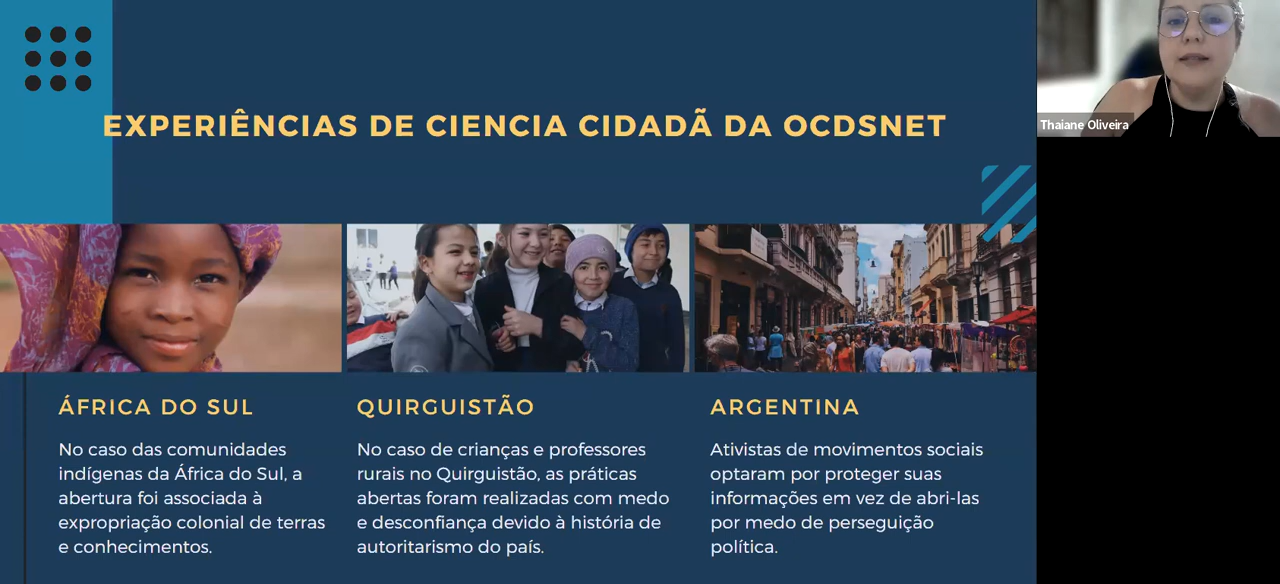 EXPERIÊNCIAS DE CIENCIA CIDADÃ DA OCDSNET
Thaiane Oliveira
ÁFRICA DO SUL
No caso das comunidades
indígenas da África do Sul, a
abertura foi associada à
expropriação colonial de terras
e conhecimentos.
QUIRGUISTÃO
No caso de crianças e professores
rurais no Quirguistão, as práticas
abertas foram realizadas com medo
e desconfiança devido à história de
autoritarismo do país.
ARGENTINA
Ativistas de movimentos sociais
optaram por proteger suas
informações em vez de abri-las
por medo de perseguição
política.